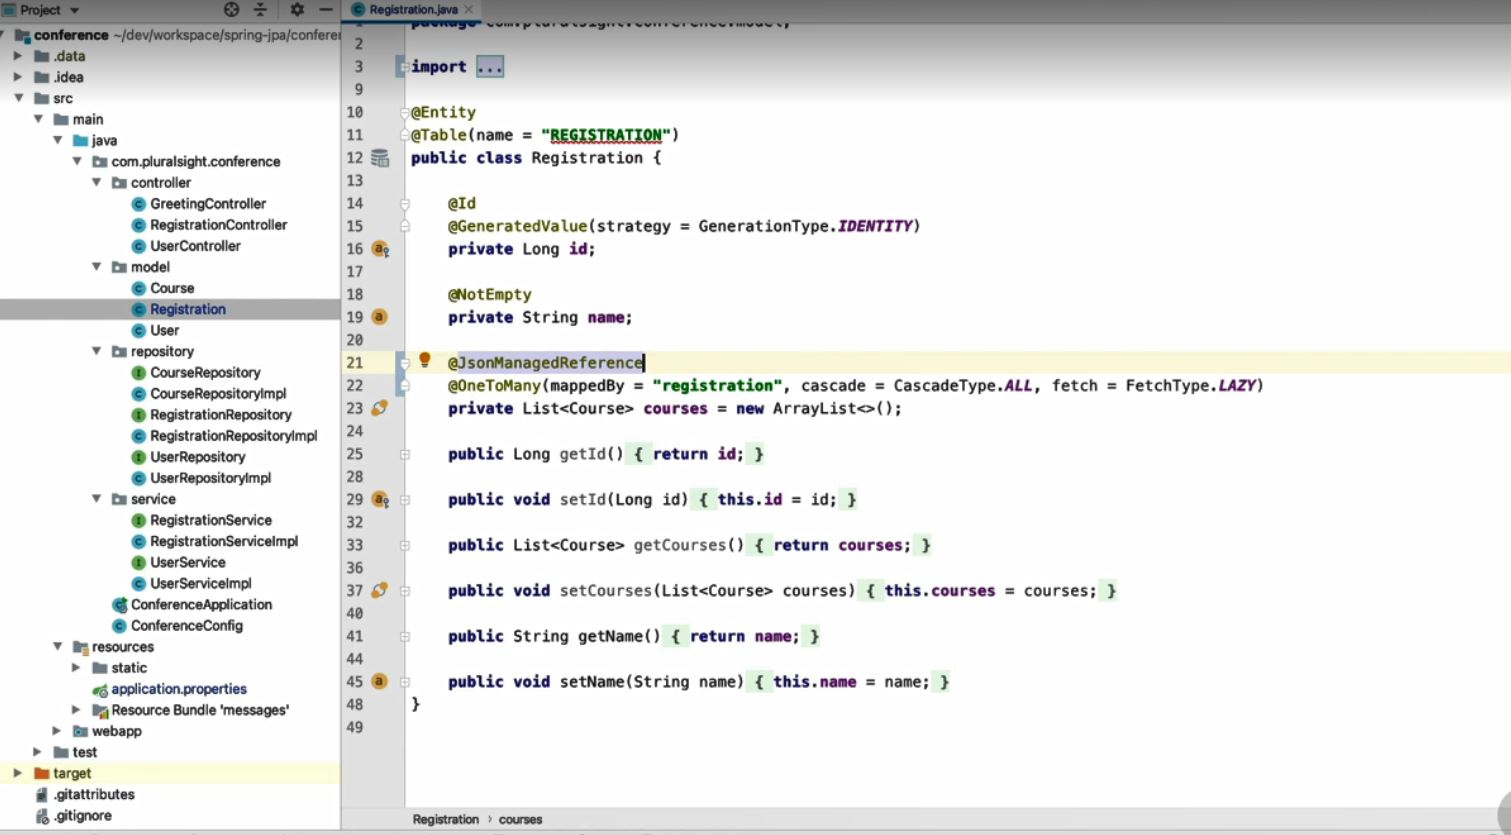 Project
conference ~/dev/workspace/spring-jpa/conferen
.data
.idea
src
main
java
com.pluralsight.conference
controller
GreetingController
RegistrationController
UserController
model
Course
Registration
User
repository
CourseRepository
CourseRepositoryImpl
RegistrationRepository
RegistrationRepositoryImpl
UserRepository
UserRepositoryImpl
service
RegistrationService
RegistrationServiceImpl
UserService
UserServiceImpl
ConferenceApplication
ConferenceConfig
resources
static
application.properties
Resource Bundle 'messages'
webapp
test
target
.gitattributes
.gitignore
Registration.java
package com.pluralsight.conference.model;
2
3 import ...
9
10 @Entity
11 @Table(name = "REGISTRATION")
12 public class Registration {
13
14 @Id
15 @GeneratedValue(strategy = GenerationType.IDENTITY)
16 private Long id;
17
18 @NotEmpty
19 private String name;
20
21 @JsonManagedReference
22 @OneToMany(mappedBy = "registration", cascade = CascadeType.ALL, fetch = FetchType.LAZY)
23 private List<Course> courses = new ArrayList<>();
24
25 public Long getId() { return id; }
28
29 public void setId(Long id) { this.id = id; }
32
33 public List<Course> getCourses() { return courses; }
36
37 public void setCourses(List<Course> courses) { this.courses = courses; }
40
41 public String getName() { return name; }
44
45 public void setName(String name) { this.name = name; }
48 }
49
Registration › courses